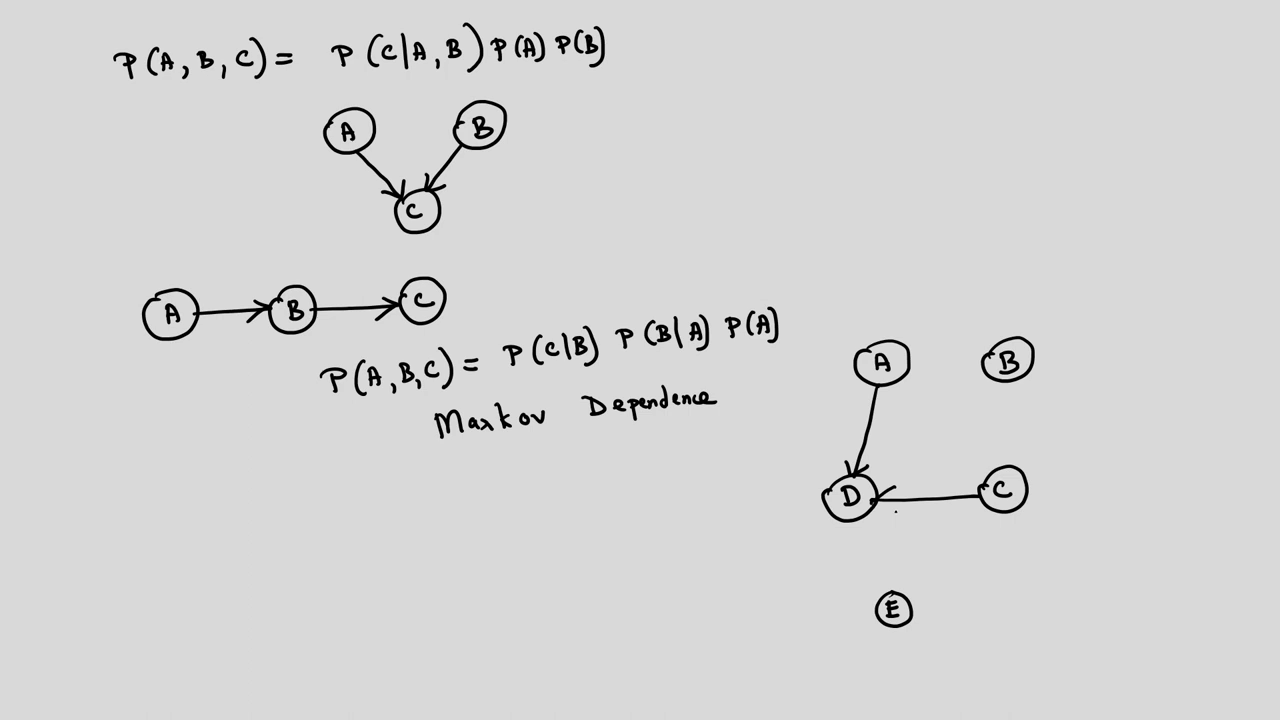 P(A,B,C) = P(C|A,B) P(A) P(B)
A B
C
A B C
P(A,B,C) = P(C|B) P(B|A) P(A)
Markov Dependence
A B
D C
E